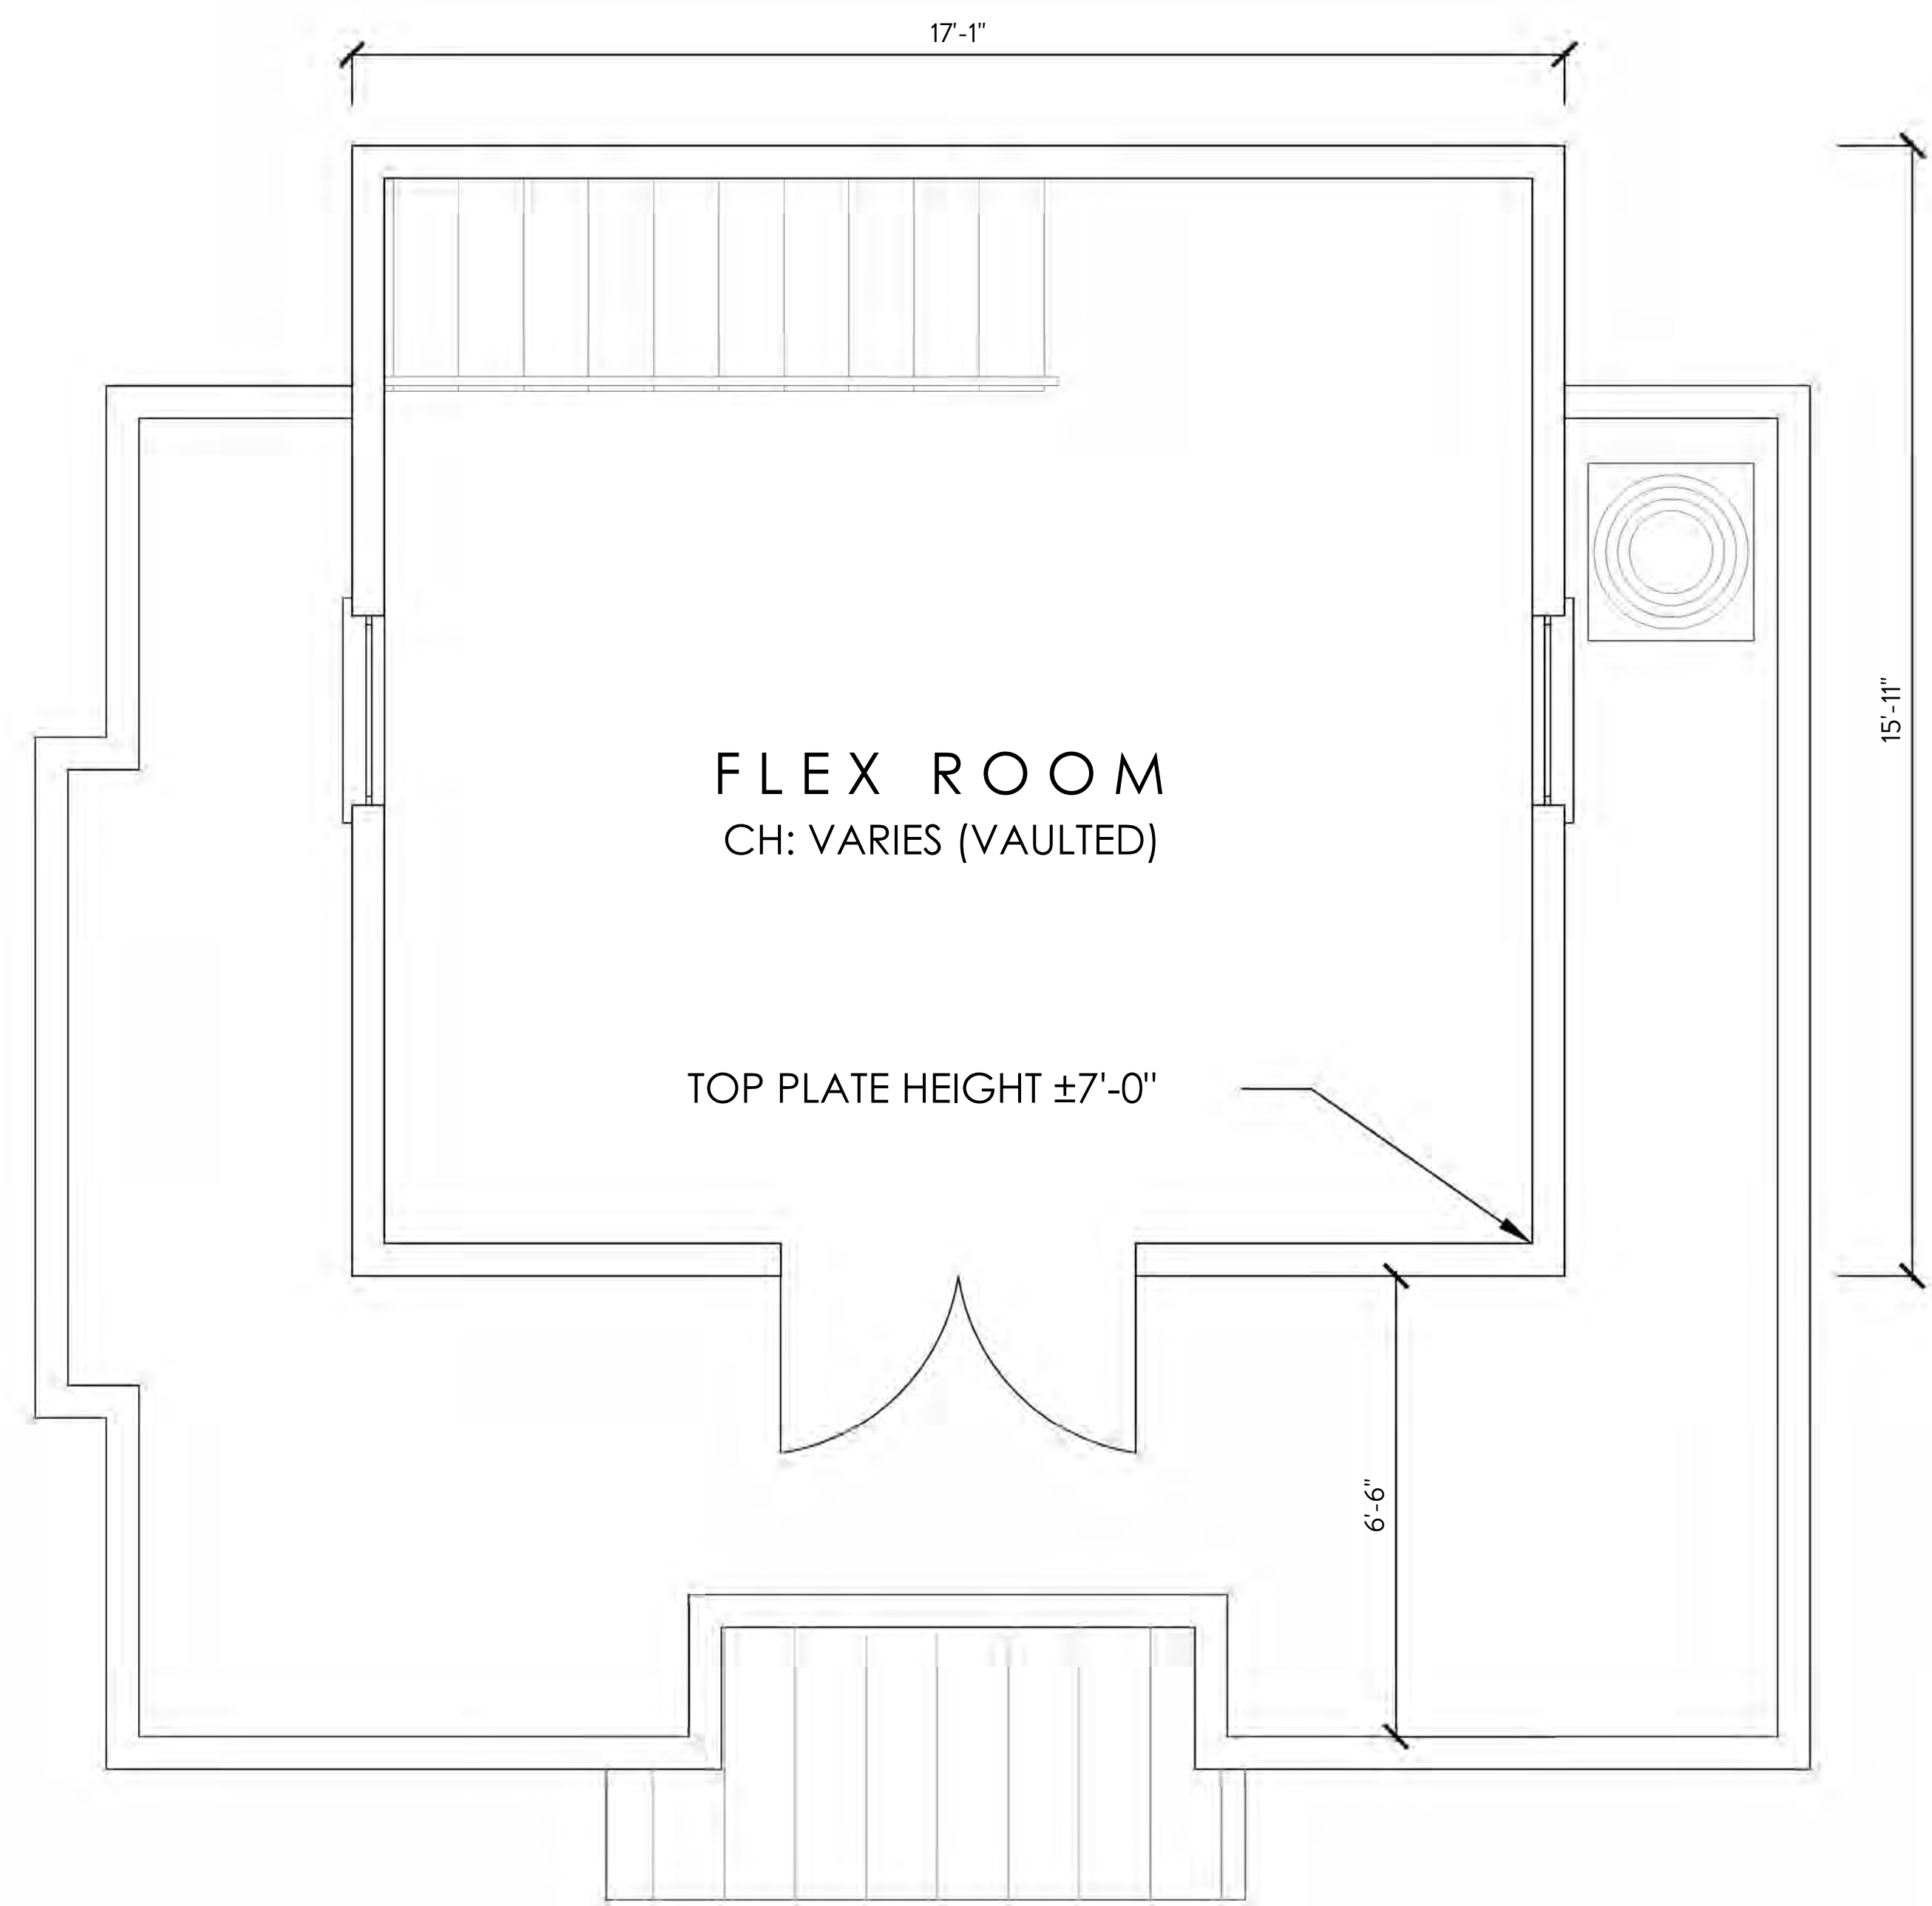 17'-1"
15'-11"
FLEX ROOM
CH: VARIES (VAULTED)
TOP PLATE HEIGHT ±7'-0"
6'-6"